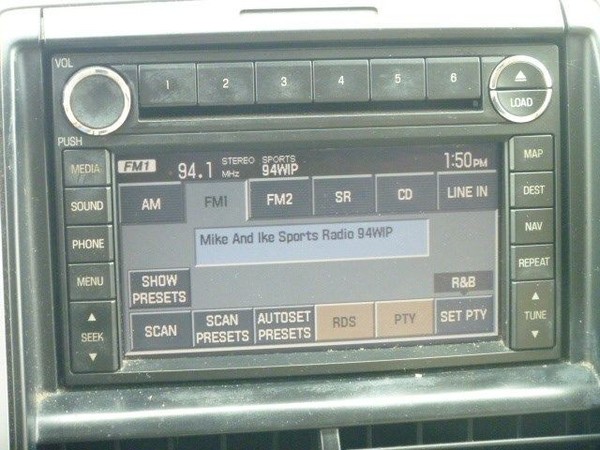 VOL
PUSH
1 2 3 4 5 6
LOAD
MEDIA
SOUND
PHONE
MENU
SEEK
FM1 94.1 MHz STEREO SPORTS 94WIP 1:50PM
AM FM1 FM2 SR CD LINE IN
Mike And Ike Sports Radio 94WIP
SHOW PRESETS
R&B
SCAN SCAN PRESETS AUTOSET PRESETS RDS PTY SET PTY
MAP
DEST
NAV
REPEAT
TUNE